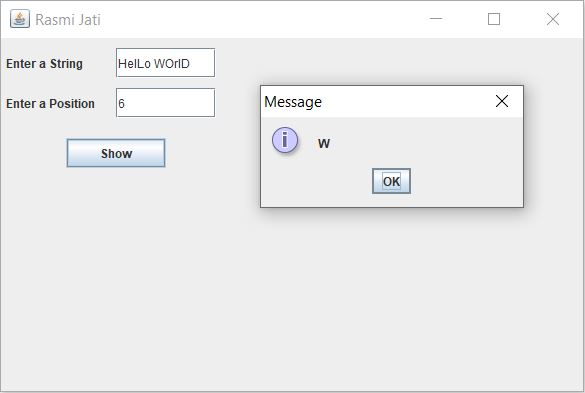 Rasmi Jati
Enter a String HelLo WOrlD
Enter a Position 6
Show
Message
W
OK